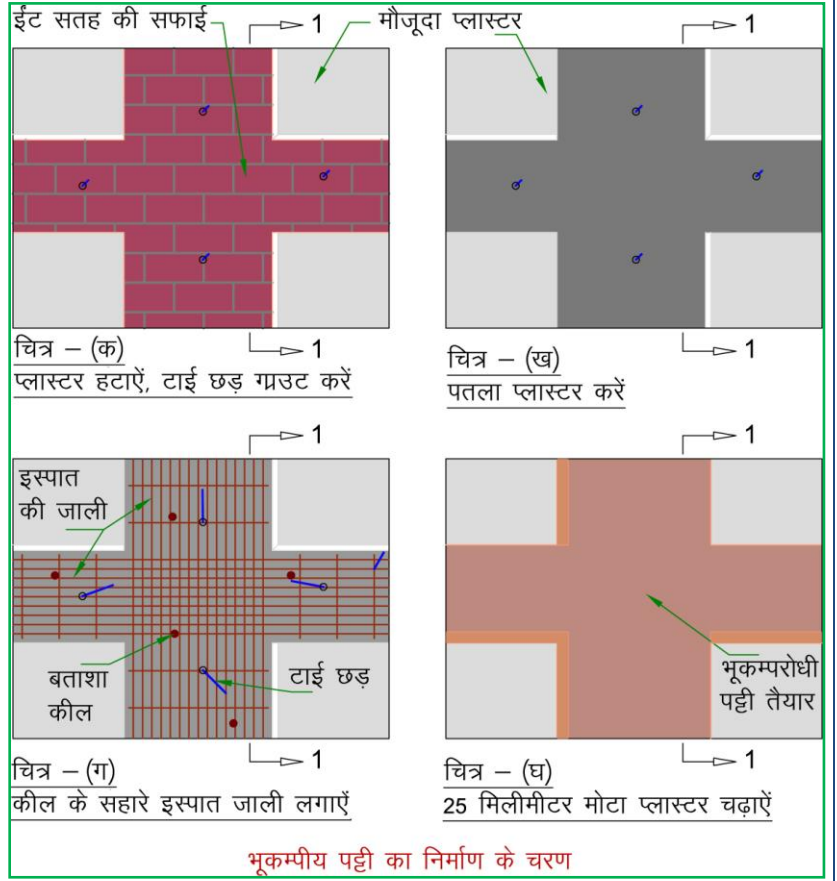 ईंट सतह की सफाई
1
मौजूदा प्लास्टर
1
चित्र – (क)
1
प्लास्टर हटाऐं, टाई छड़ ग्राउट करें
चित्र – (ख)
1
पतला प्लास्टर करें
1
1
इस्पात
की जाली
बताशा
कील
टाई छड़
भूकम्परोधी
पट्टी तैयार
चित्र – (ग)
1
कील के सहारे इस्पात जाली लगाऐं
चित्र – (घ)
1
25 मिलीमीटर मोटा प्लास्टर चढ़ाऐं
भूकम्पीय पट्टी का निर्माण के चरण